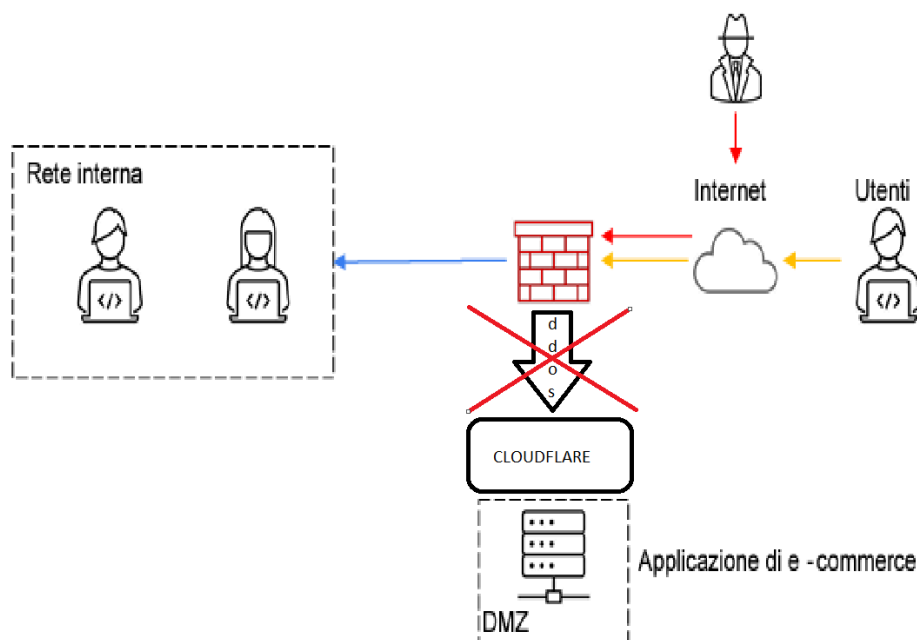 Rete interna
Internet
Utenti
</>
</>
</>
d
d
o
s
CLOUDFLARE
Applicazione di e -commerce
DMZ